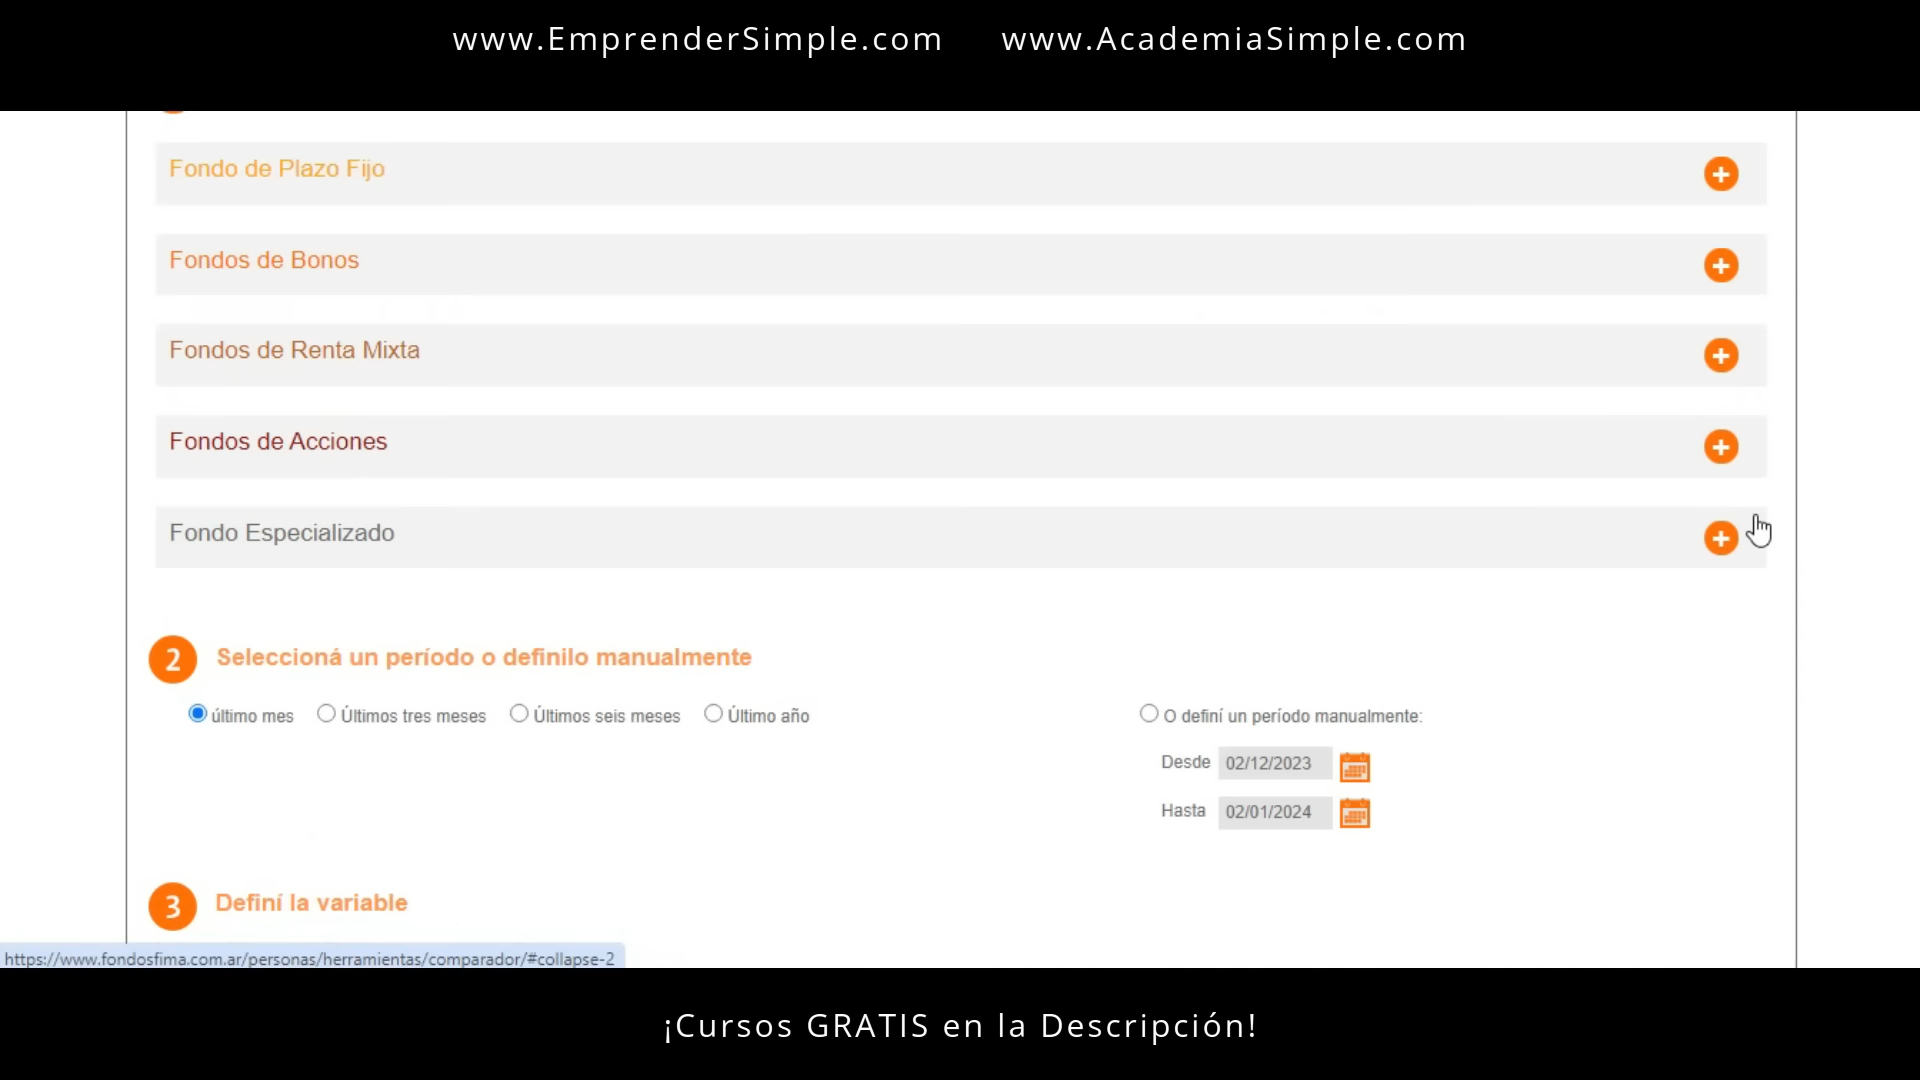 www.EmprenderSimple.com www.AcademiaSimple.com
Fondo de Plazo Fijo
Fondos de Bonos
Fondos de Renta Mixta
Fondos de Acciones
Fondo Especializado
2 Seleccioná un período o definilo manualmente
último mes Últimos tres meses Últimos seis meses Último año O definí un período manualmente:
Desde 02/12/2023
Hasta 02/01/2024
3 Definí la variable
https://www.fondosfima.com.ar/personas/herramientas/comparador/#collapse-2
¡Cursos GRATIS en la Descripción!